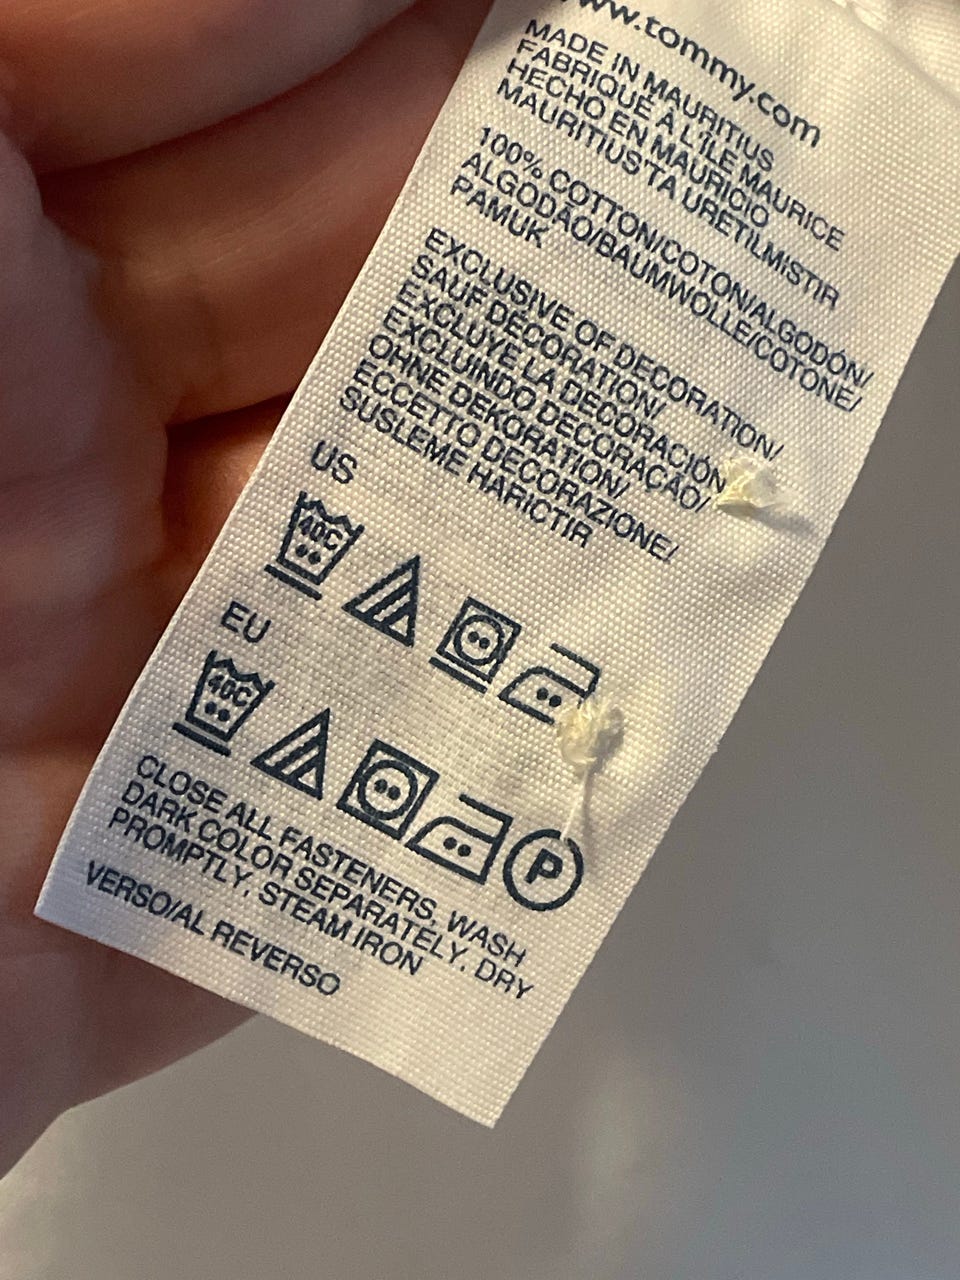 www.tommy.com
MADE IN MAURITIUS
FABRIQUÉ À L'ÎLE MAURICE
HECHO EN MAURICIO
MAURITIUS'TA URETILMISTIR
100% COTTON/COTON/ALGODÓN/
ALGODÃO/BAUMWOLLE/COTONE/
PAMUK
EXCLUSIVE OF DECORATION/
SAUF DÉCORATION/
EXCLUYE LA DECORACIÓN
EXCLUINDO DECORAÇÃO/
OHNE DEKORATION/
ECCETTO DECORAZIONE/
SUSLEME HARICTIR
US
40C
EU
40C
P
CLOSE ALL FASTENERS, WASH
DARK COLOR SEPARATELY, DRY
PROMPTLY, STEAM IRON
VERSO/AL REVERSO